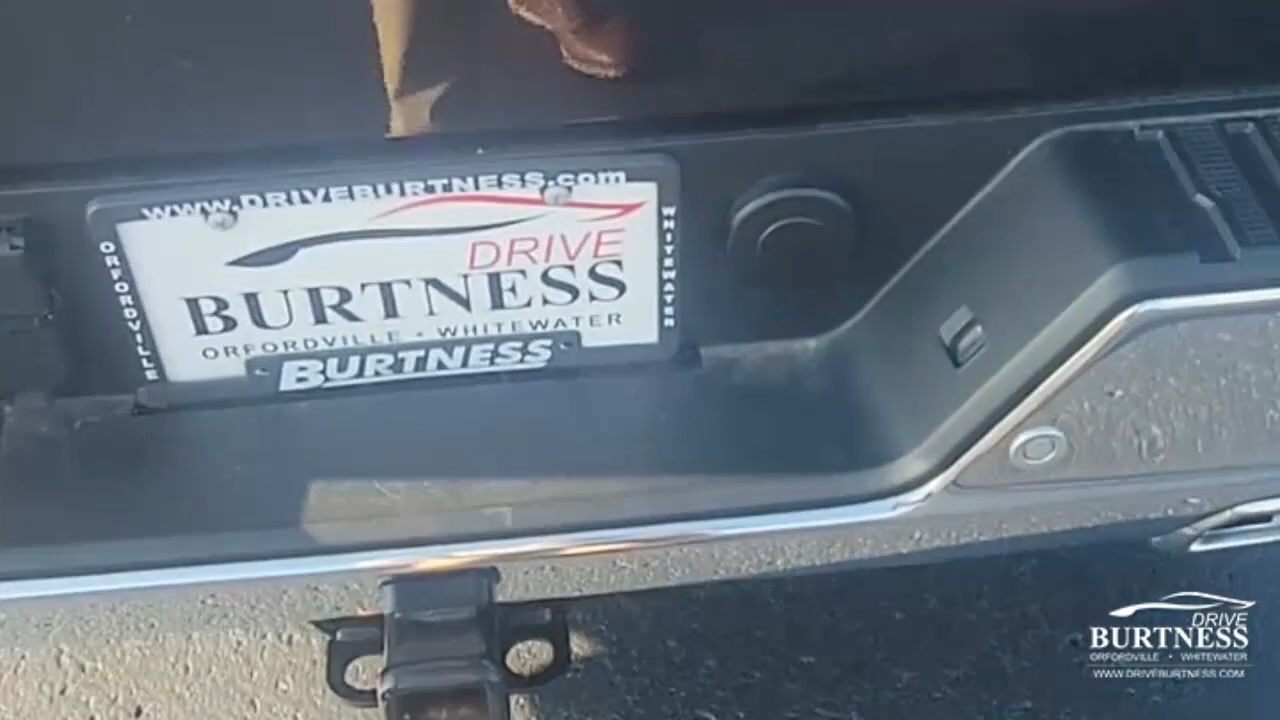 www.DRIVEBURTNESS.com
ORFORDVILLE
WHITEWATER
DRIVE
BURTNESS
ORFORDVILLE • WHITEWATER
BURTNESS
DRIVE
BURTNESS
ORFORDVILLE • WHITEWATER
WWW.DRIVEBURTNESS.COM